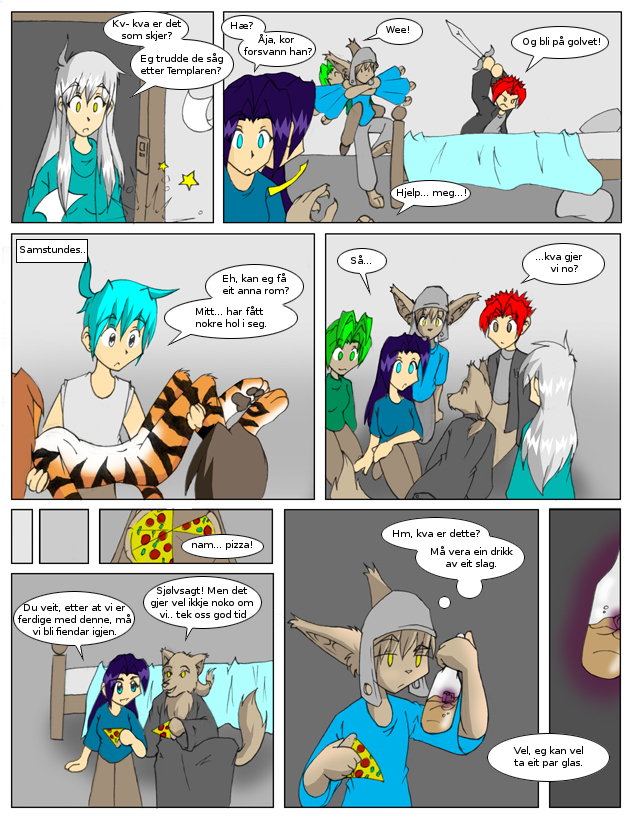 Kv- kva er det
som skjer?
Eg trudde de såg
etter Templaren?
Hæ?
Åja, kor
forsvann han?
Wee!
Og bli på golvet!
Hjelp... meg...!
Samstundes..
Eh, kan eg få
eit anna rom?
Mitt... har fått
nokre hol i seg.
Så...
...kva gjer
vi no?
nam... pizza!
Du veit, etter at vi er
ferdige med denne, må
vi bli fiendar igjen.
Sjølvsagt! Men det
gjer vel ikkje noko om
vi.. tek oss god tid
Hm, kva er dette?
Må vera ein drikk
av eit slag.
Vel, eg kan vel
ta eit par glas.